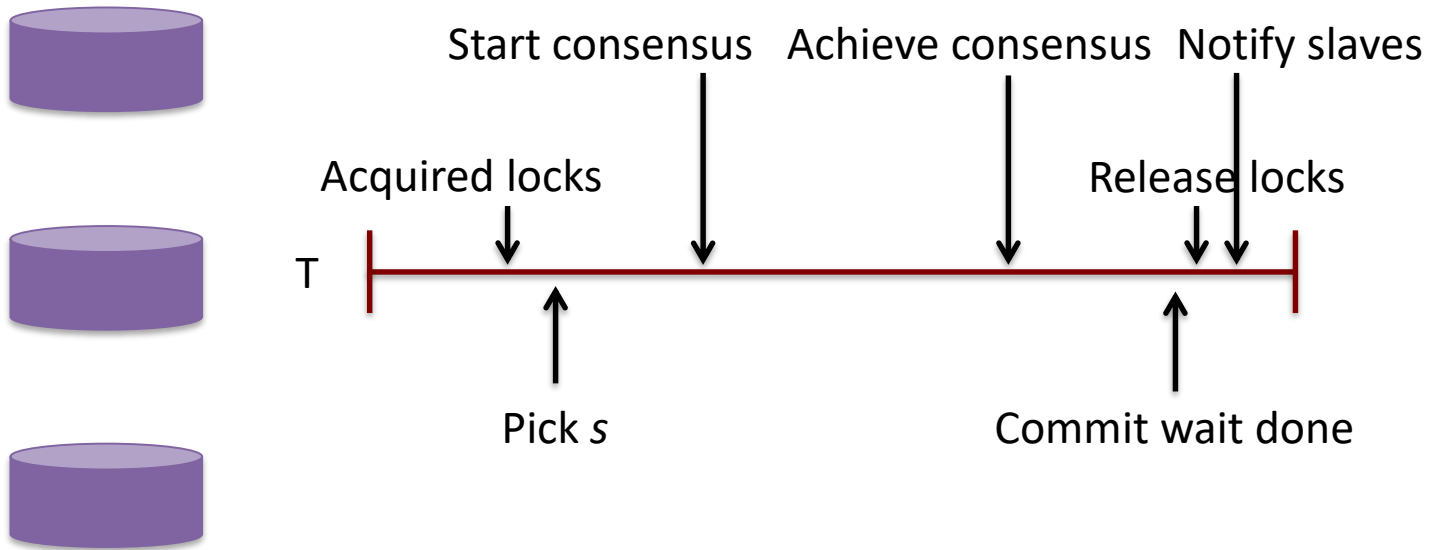 Start consensus
Achieve consensus
Notify slaves
Acquired locks
Release locks
T
Pick s
Commit wait done